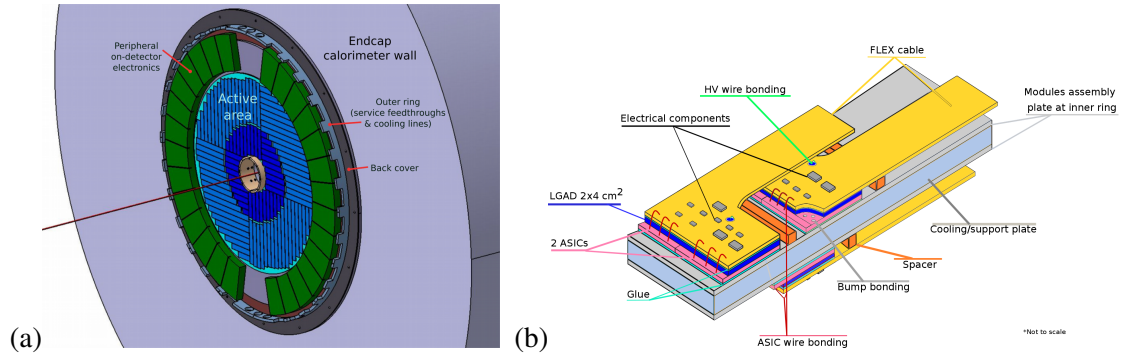 Peripheral
on-detector
electronics
Endcap
calorimeter wall
Active
area
Outer ring
(service feedthroughs
& cooling lines)
Back cover
(a)
FLEX cable
HV wire bonding
Modules assembly
plate at inner ring
Electrical components
LGAD 2x4 cm²
2 ASICs
Cooling/support plate
Spacer
Glue
Bump bonding
ASIC wire bonding
*Not to scale
(b)